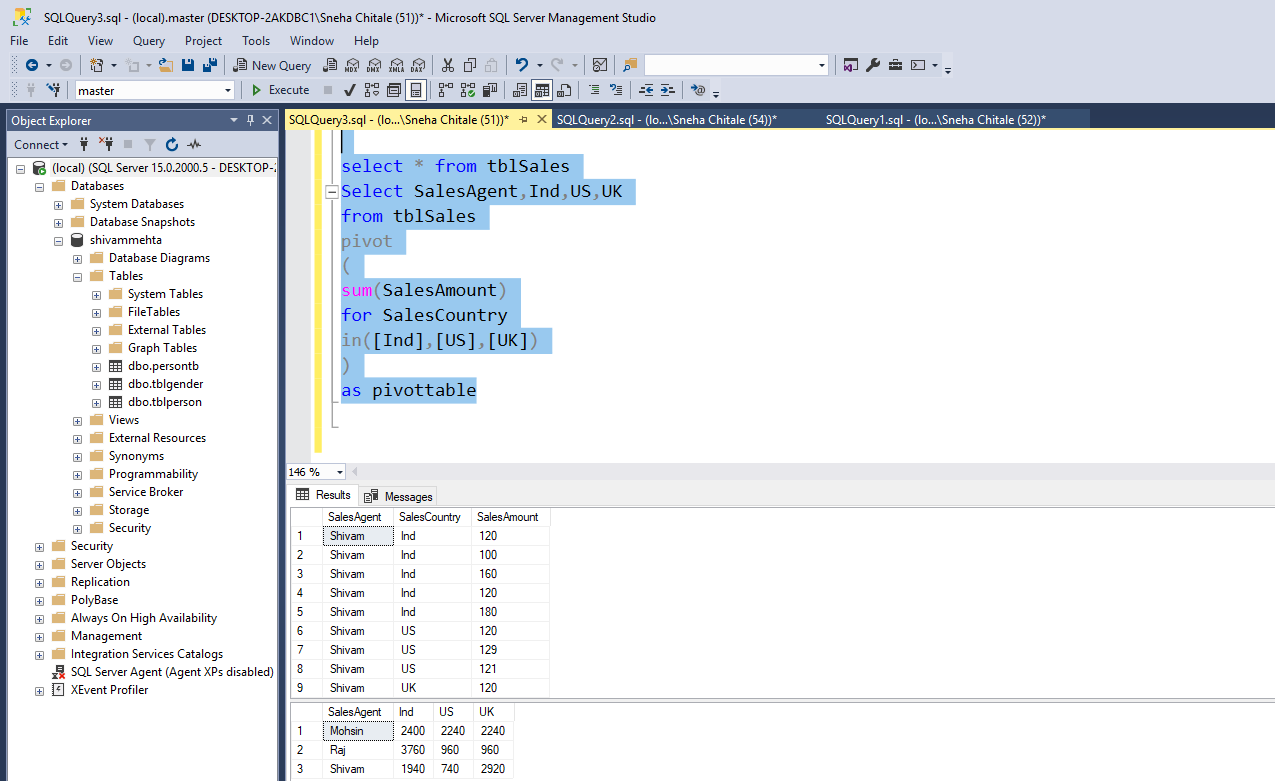 SQLQuery3.sql - (local).master (DESKTOP-2AKDBC1\Sneha Chitale (51))* - Microsoft SQL Server Management Studio
File Edit View Query Project Tools Window Help
New Query MDX DMX XMLA DAX
master Execute
Object Explorer
SQLQuery3.sql - (lo...\Sneha Chitale (51))* SQLQuery2.sql - (lo...\Sneha Chitale (54))* SQLQuery1.sql - (lo...\Sneha Chitale (52))*
Connect
(local) (SQL Server 15.0.2000.5 - DESKTOP-2
Databases
System Databases
Database Snapshots
shivammehta
Database Diagrams
Tables
System Tables
FileTables
External Tables
Graph Tables
dbo.persontb
dbo.tblgender
dbo.tblperson
Views
External Resources
Synonyms
Programmability
Service Broker
Storage
Security
Security
Server Objects
Replication
PolyBase
Always On High Availability
Management
Integration Services Catalogs
SQL Server Agent (Agent XPs disabled)
XEvent Profiler
select * from tblSales
Select SalesAgent,Ind,US,UK
from tblSales
pivot
(
sum(SalesAmount)
for SalesCountry
in([Ind],[US],[UK])
)
as pivottable
146 %
Results Messages
SalesAgent SalesCountry SalesAmount
1 Shivam Ind 120
2 Shivam Ind 100
3 Shivam Ind 160
4 Shivam Ind 120
5 Shivam Ind 180
6 Shivam US 120
7 Shivam US 129
8 Shivam US 121
9 Shivam UK 120
SalesAgent Ind US UK
1 Mohsin 2400 2240 2240
2 Raj 3760 960 960
3 Shivam 1940 740 2920